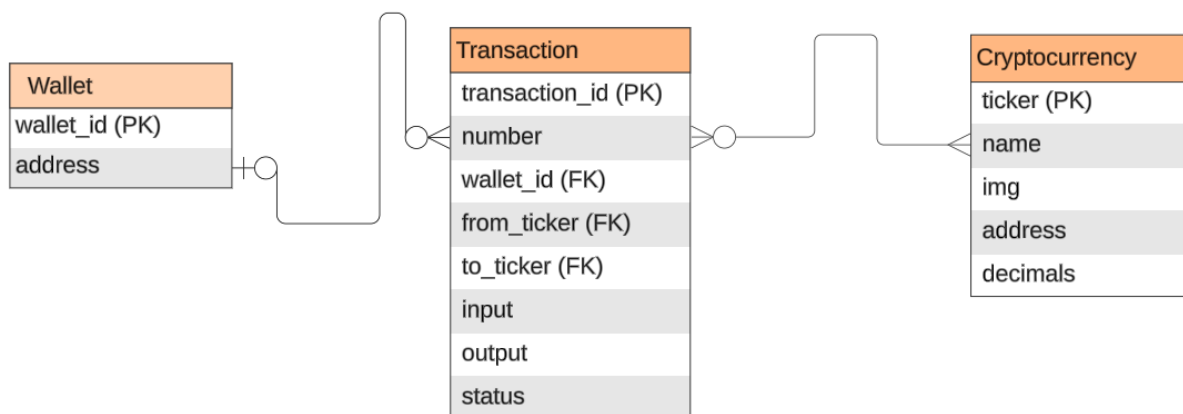 Wallet
wallet_id (PK)
address
Transaction
transaction_id (PK)
number
wallet_id (FK)
from_ticker (FK)
to_ticker (FK)
input
output
status
Cryptocurrency
ticker (PK)
name
img
address
decimals